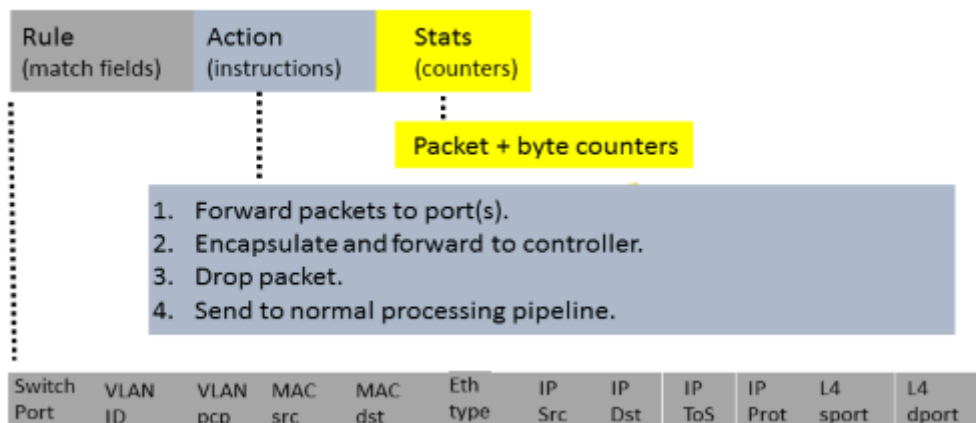 Rule Action Stats
(match fields) (instructions) (counters)
Packet + byte counters
1. Forward packets to port(s).
2. Encapsulate and forward to controller.
3. Drop packet.
4. Send to normal processing pipeline.
Switch VLAN VLAN MAC MAC Eth IP IP IP IP L4 L4
Port ID pcp src dst type Src Dst ToS Prot sport dport